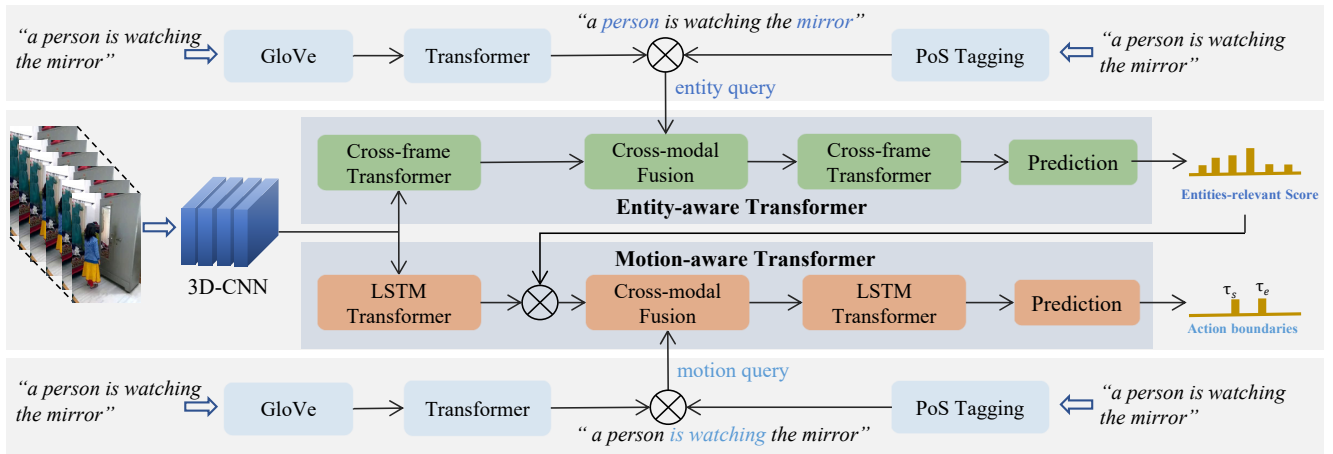 “a person is watching
the mirror”
GloVe
Transformer
“a person is watching the mirror”
PoS Tagging
“a person is watching
the mirror”
entity query
Cross-frame
Transformer
Cross-modal
Fusion
Cross-frame
Transformer
Prediction
Entities-relevant Score
Entity-aware Transformer
3D-CNN
Motion-aware Transformer
LSTM
Transformer
Cross-modal
Fusion
LSTM
Transformer
Prediction
τs τe
Action boundaries
motion query
“a person is watching
the mirror”
GloVe
Transformer
“ a person is watching the mirror”
PoS Tagging
“a person is watching
the mirror”